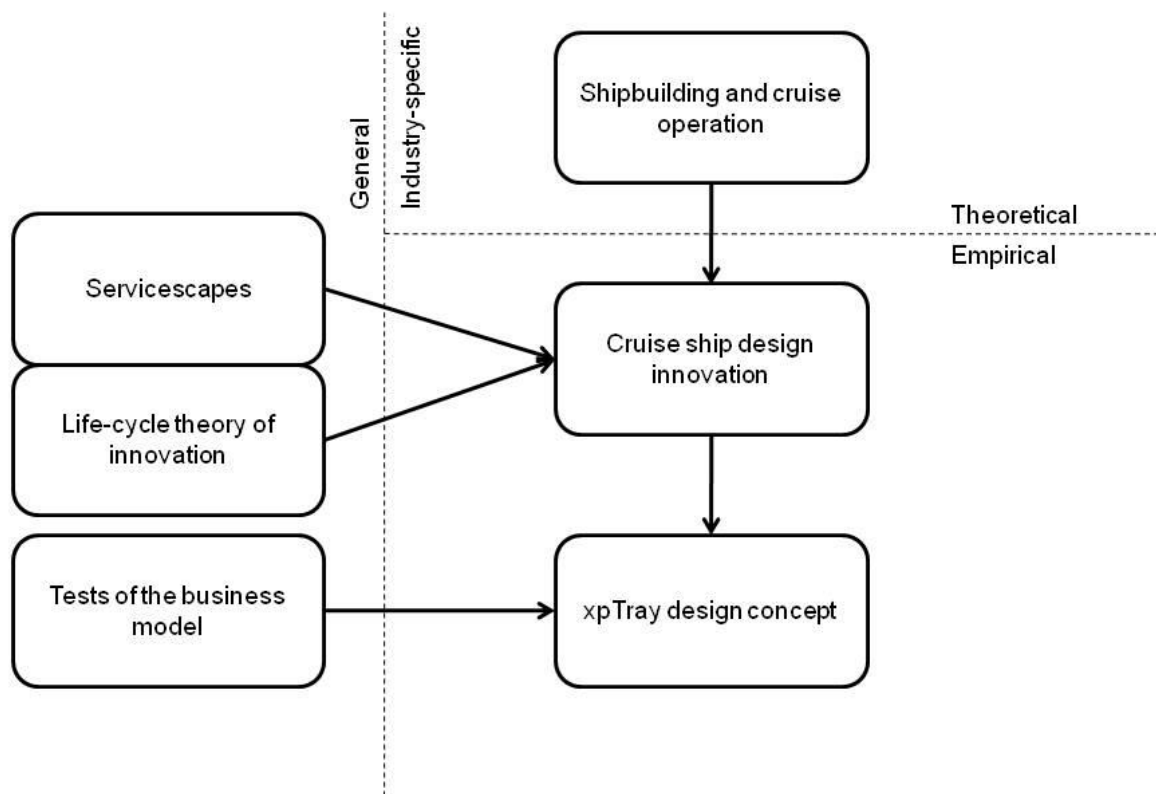 Shipbuilding and cruise
operation
General
Industry-specific
Theoretical
Empirical
Servicescapes
Cruise ship design
innovation
Life-cycle theory of
innovation
Tests of the business
model
xpTray design concept